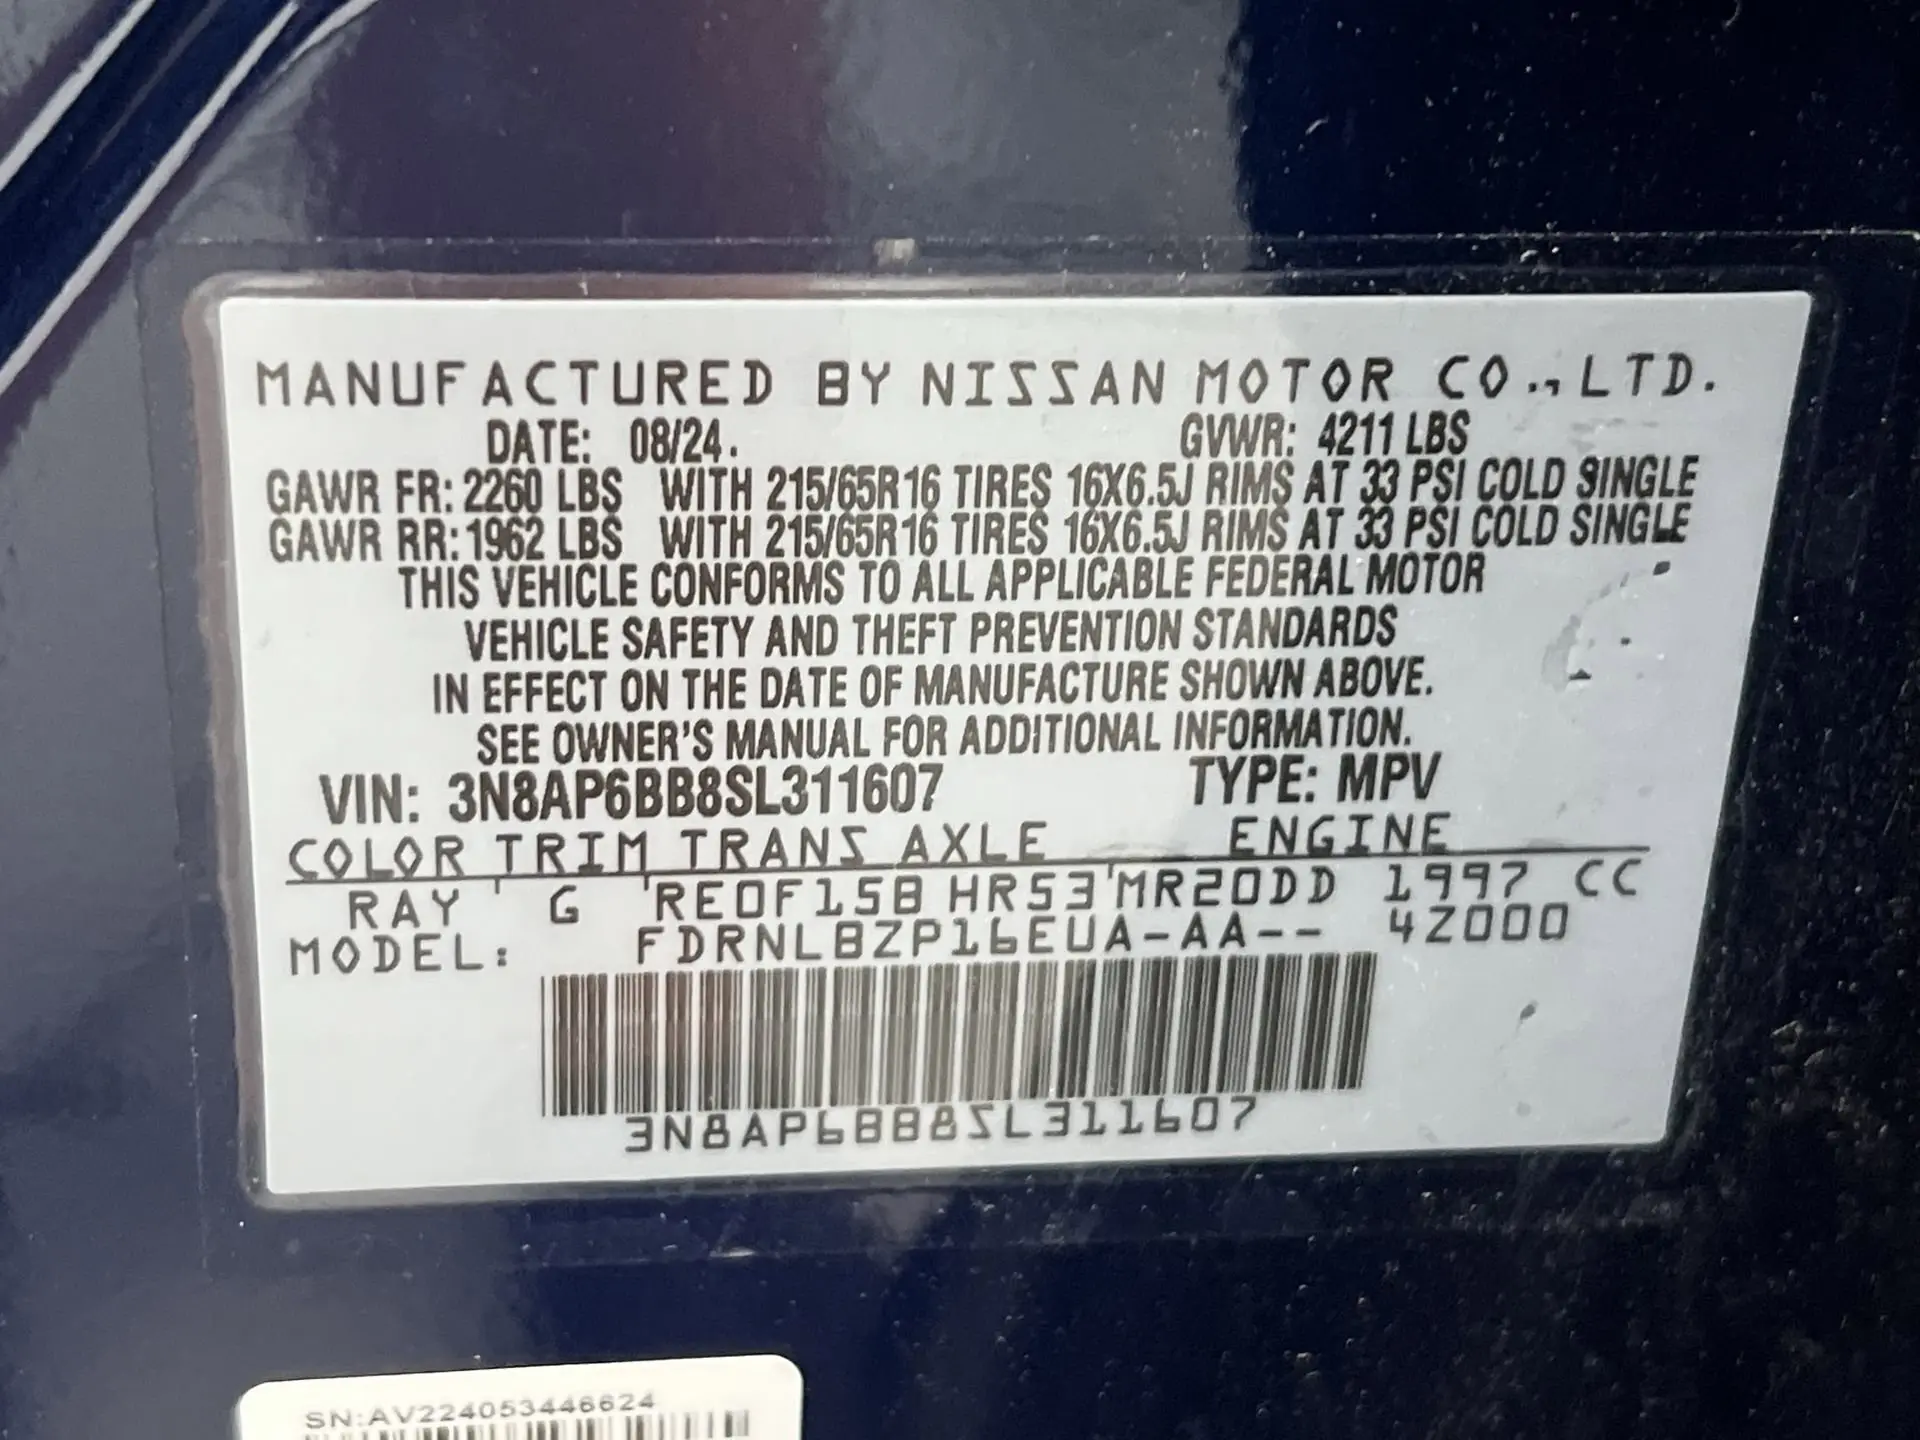 MANUFACTURED BY NISSAN MOTOR CO.,LTD.
DATE: 08/24. GVWR: 4211 LBS
GAWR FR: 2260 LBS WITH 215/65R16 TIRES 16X6.5J RIMS AT 33 PSI COLD SINGLE
GAWR RR: 1962 LBS WITH 215/65R16 TIRES 16X6.5J RIMS AT 33 PSI COLD SINGLE
THIS VEHICLE CONFORMS TO ALL APPLICABLE FEDERAL MOTOR
VEHICLE SAFETY AND THEFT PREVENTION STANDARDS
IN EFFECT ON THE DATE OF MANUFACTURE SHOWN ABOVE.
SEE OWNER'S MANUAL FOR ADDITIONAL INFORMATION.
VIN: 3N8AP6BB8SL311607 TYPE: MPV
COLOR TRIM TRANS AXLE ENGINE
RAY G RE0F15B HR53 MR20DD 1997 CC
MODEL: FDRNLBZP16EUA-AA-- 4Z000
3N8AP6BB8SL311607
SN:AV224053446624